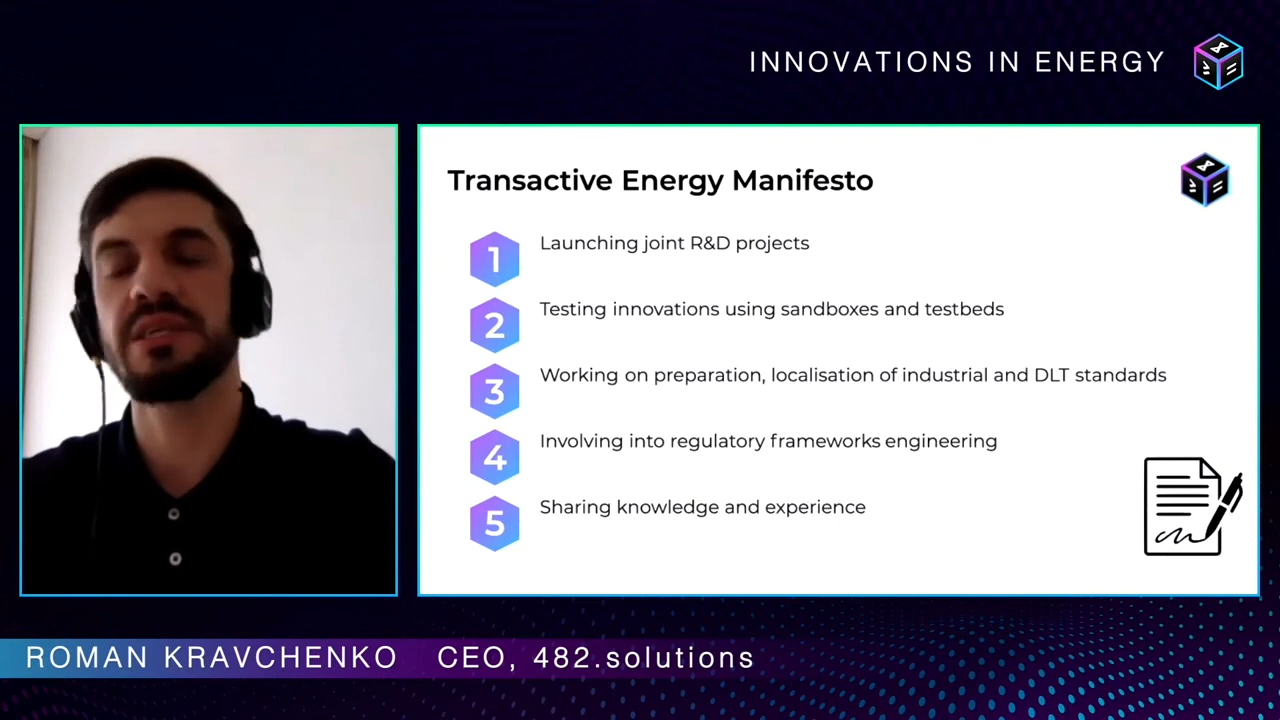 INNOVATIONS IN ENERGY
Transactive Energy Manifesto
1 Launching joint R&D projects
2 Testing innovations using sandboxes and testbeds
3 Working on preparation, localisation of industrial and DLT standards
4 Involving into regulatory frameworks engineering
5 Sharing knowledge and experience
ROMAN KRAVCHENKO CEO, 482.solutions